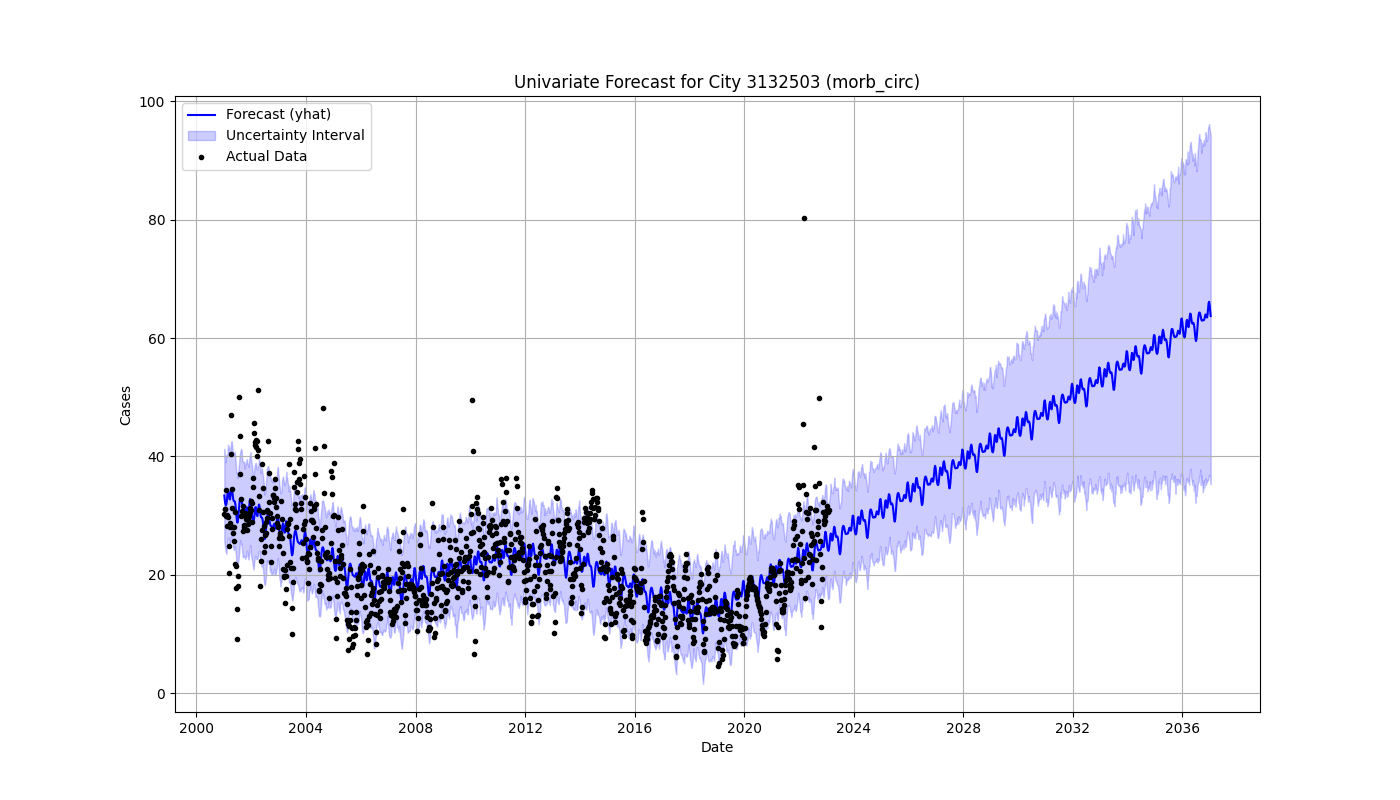 Univariate Forecast for City 3132503 (morb_circ)
Forecast (yhat)
Uncertainty Interval
Actual Data
100
80
60
40
20
0
Cases
2000 2004 2008 2012 2016 2020 2024 2028 2032 2036
Date